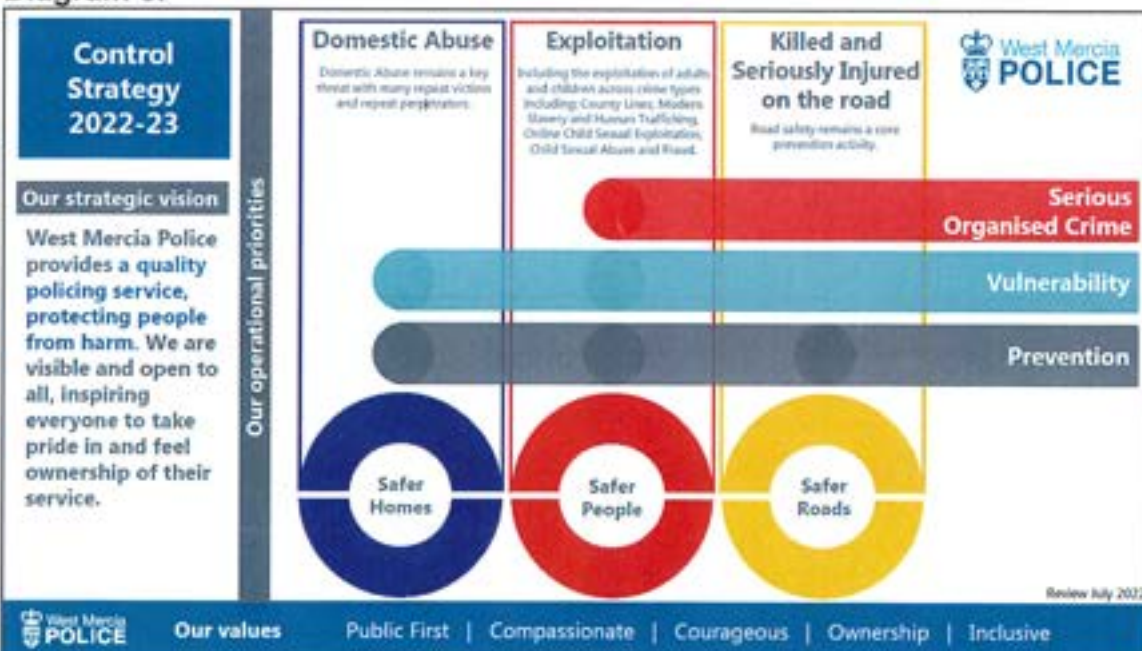 Control
Strategy
2022-23
Our strategic vision
West Mercia Police
provides a quality
policing service,
protecting people
from harm. We are
visible and open to
all, inspiring
everyone to take
pride in and feel
ownership of their
service.
Our operational priorities
Domestic Abuse
Domestic Abuse remains a key
threat with many repeat victims
and repeat perpetrators.
Exploitation
Including the exploitation of adults
and children across crime types
including: County Lines, Modern
Slavery and Human Trafficking,
Online Child Sexual Exploitation,
Child Sexual Abuse and Fraud.
Killed and
Seriously Injured
on the road
Road safety remains a core
prevention activity.
West Mercia
POLICE
Serious
Organised Crime
Vulnerability
Prevention
Safer
Homes
Safer
People
Safer
Roads
Review July 2022
West Mercia
POLICE
Our values
Public First | Compassionate | Courageous | Ownership | Inclusive